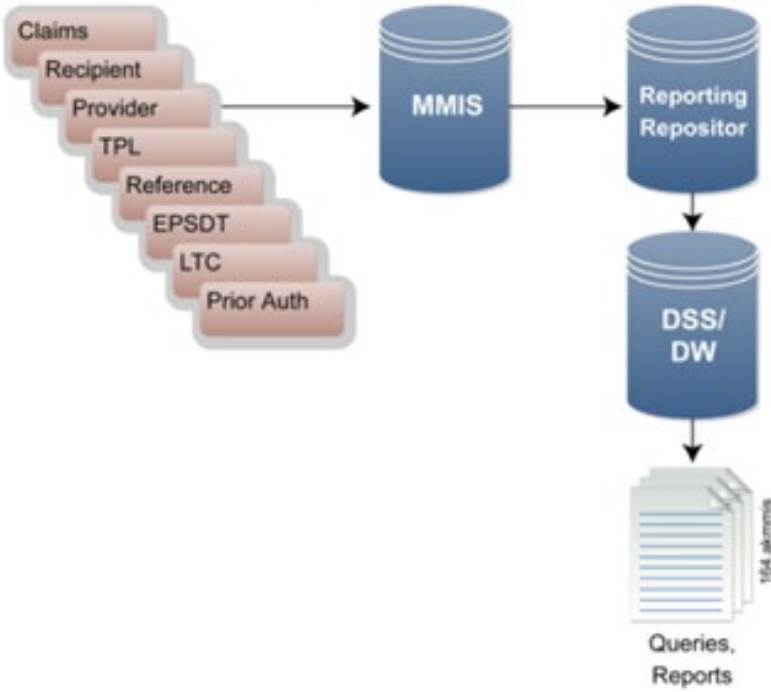 Claims
Recipient
Provider
TPL
Reference
EPSDT
LTC
Prior Auth
MMIS
Reporting
Repositor
DSS/
DW
Queries,
Reports
164.akmmis